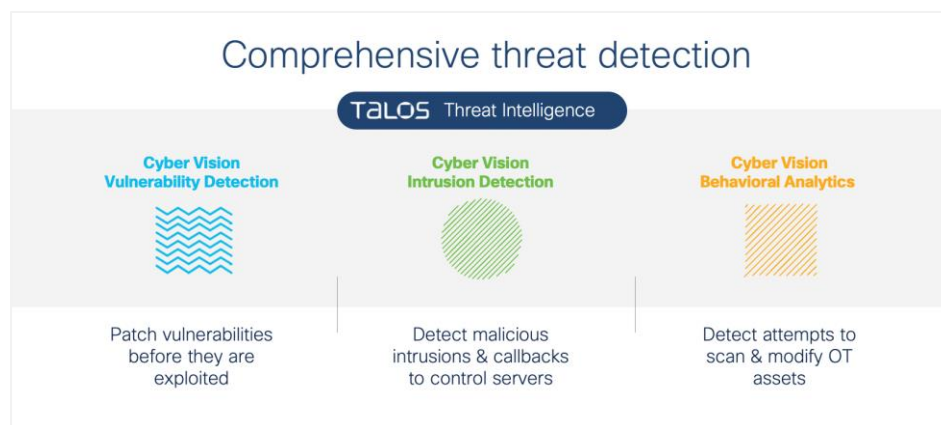 Comprehensive threat detection
TALOS Threat Intelligence
Cyber Vision
Vulnerability Detection
Cyber Vision
Intrusion Detection
Cyber Vision
Behavioral Analytics
Patch vulnerabilities
before they are
exploited
Detect malicious
intrusions & callbacks
to control servers
Detect attempts to
scan & modify OT
assets